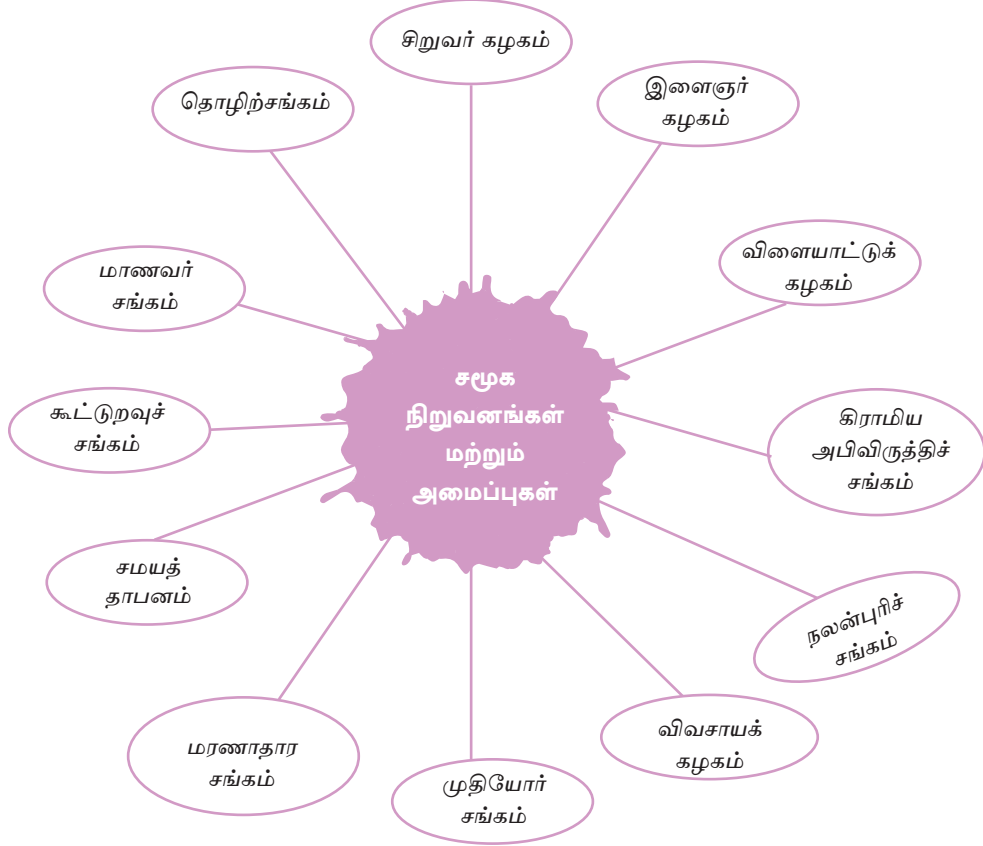 சிறுவர் கழகம்
இளைஞர்
கழகம்
விளையாட்டுக்
கழகம்
கிராமிய
அபிவிருத்திச்
சங்கம்
நலன்புரிச்
சங்கம்
விவசாயக்
கழகம்
முதியோர்
சங்கம்
மரணாதார
சங்கம்
சமயத்
தாபனம்
கூட்டுறவுச்
சங்கம்
மாணவர்
சங்கம்
தொழிற்சங்கம்
சமூக
நிறுவனங்கள்
மற்றும்
அமைப்புகள்